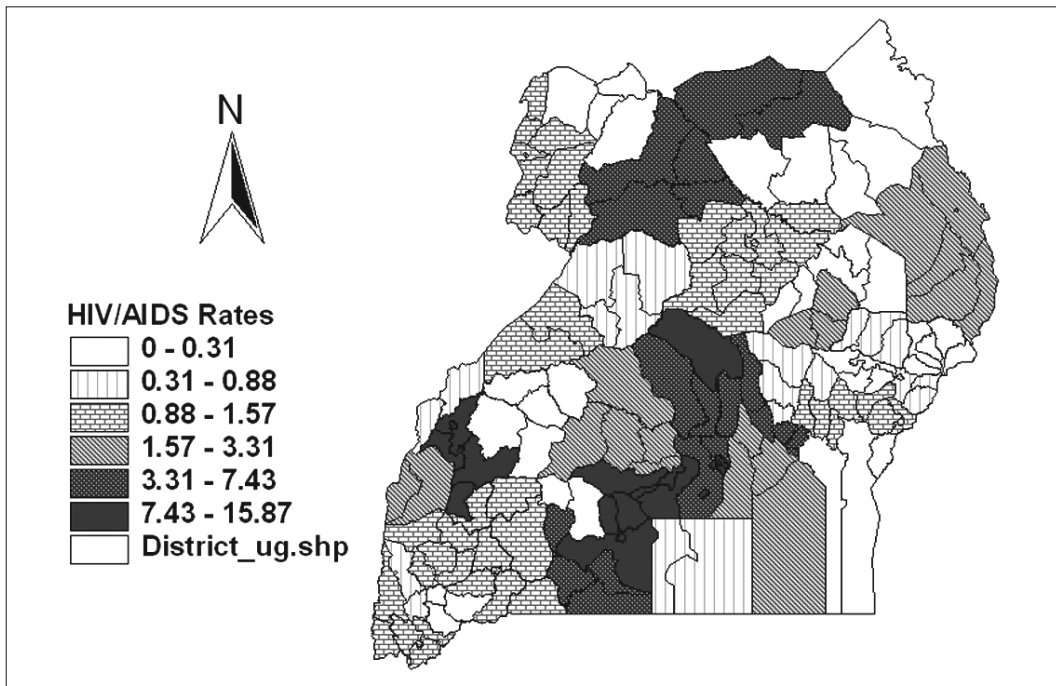 N
HIV/AIDS Rates
0 - 0.31
0.31 - 0.88
0.88 - 1.57
1.57 - 3.31
3.31 - 7.43
7.43 - 15.87
District_ug.shp